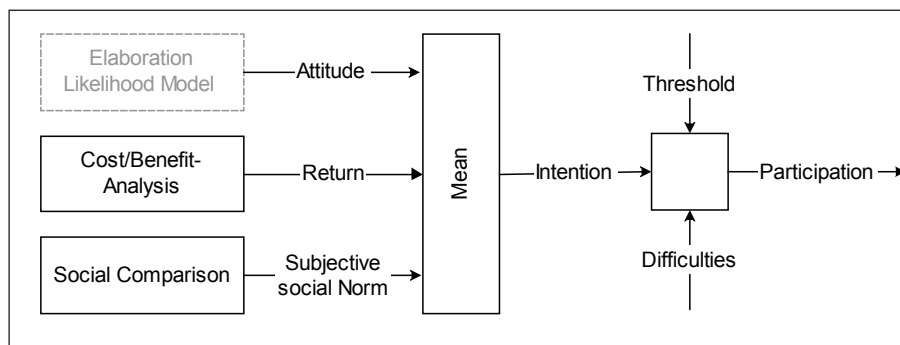 Elaboration
Likelihood Model
Attitude
Cost/Benefit-
Analysis
Return
Social Comparison
Subjective
social Norm
Mean
Intention
Threshold
Difficulties
Participation